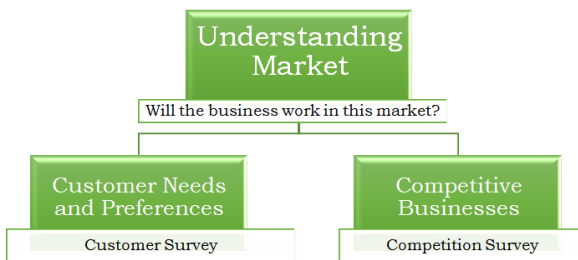 Understanding
Market
Will the business work in this market?
Customer Needs
and Preferences
Customer Survey
Competitive
Businesses
Competition Survey